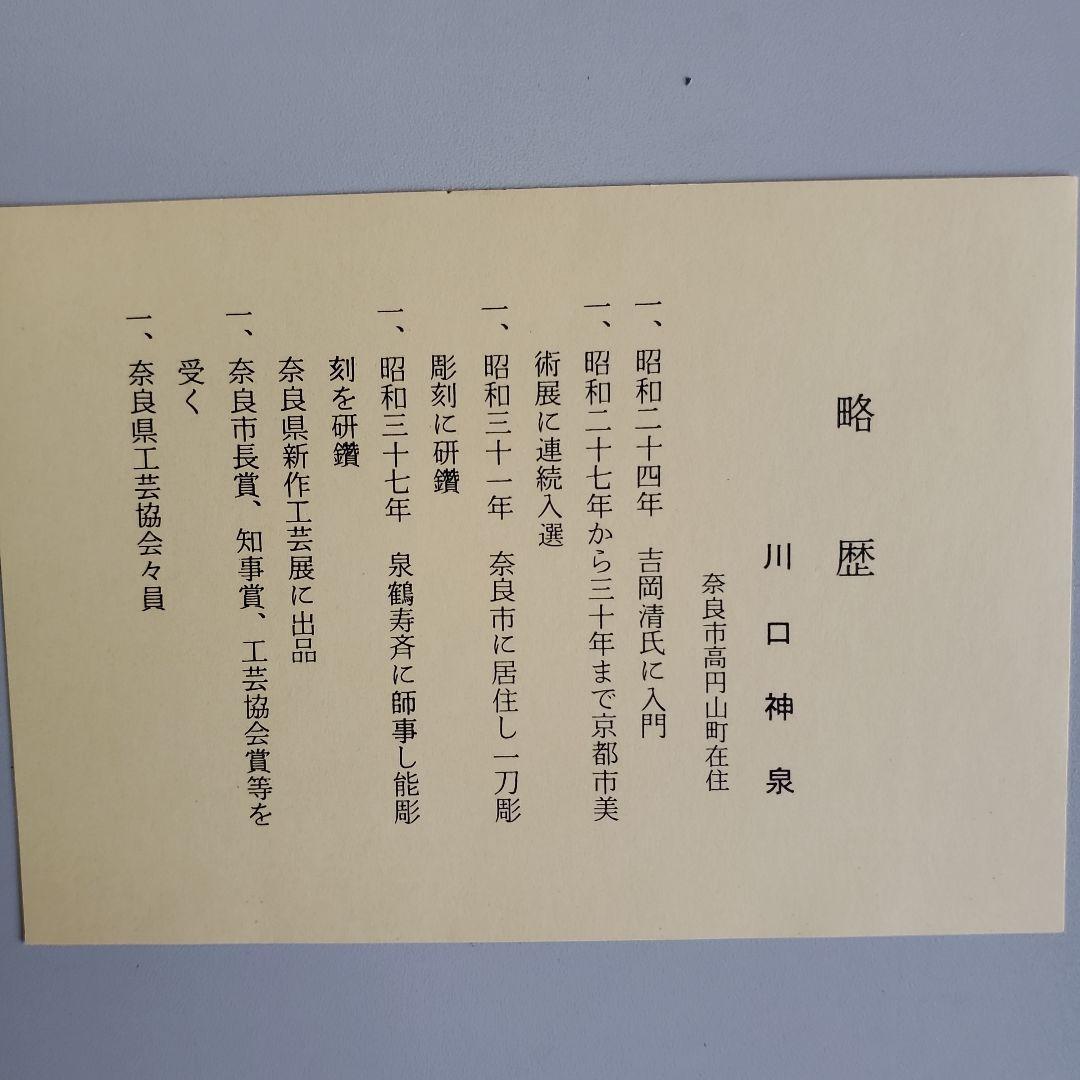 略歴
川口神泉
奈良市高円山町在住
一、昭和二十四年　吉岡清氏に入門
一、昭和二十七年から三十年まで京都市美
術展に連続入選
一、昭和三十一年　奈良市に居住し一刀彫
彫刻に研鑽
一、昭和三十七年　泉鶴寿斉に師事し能彫
刻を研鑽
奈良県新作工芸展に出品
一、奈良市長賞、知事賞、工芸協会賞等を
受く
一、奈良県工芸協会々員